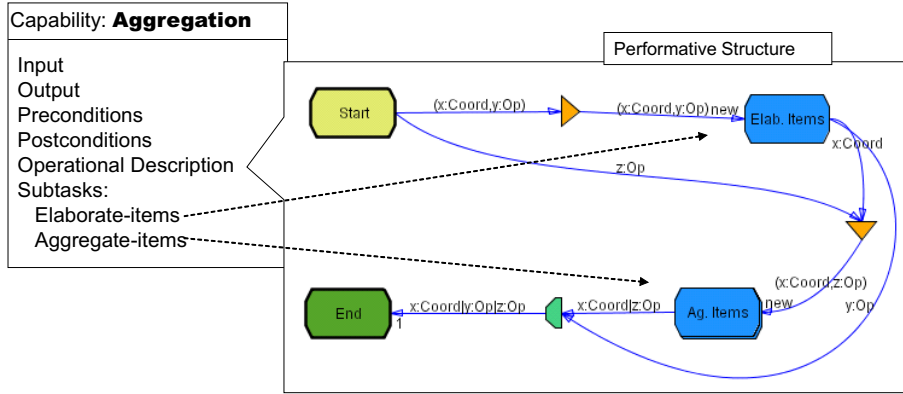 Capability: Aggregation
Input
Output
Preconditions
Postconditions
Operational Description
Subtasks:
Elaborate-items
Aggregate-items
Performative Structure
Start
(x:Coord,y:Op)
(x:Coord,y:Op)
new
Elab. Items
x:Coord
z:Op
(x:Coord,z:Op)
new
y:Op
Ag. Items
x:Coord|z:Op
x:Coord|y:Op|z:Op
1
End